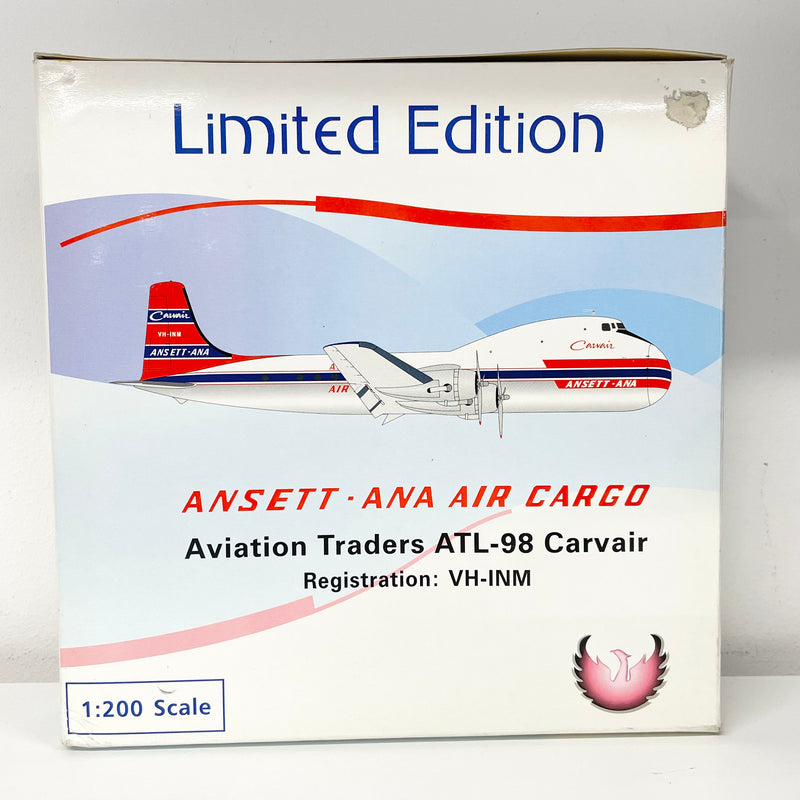 Limited Edition
Carvair
VH-INM
ANSETT-ANA
Carvair
ANSETT-ANA
AIR
ANSETT-ANA AIR CARGO
Aviation Traders ATL-98 Carvair
Registration: VH-INM
1:200 Scale